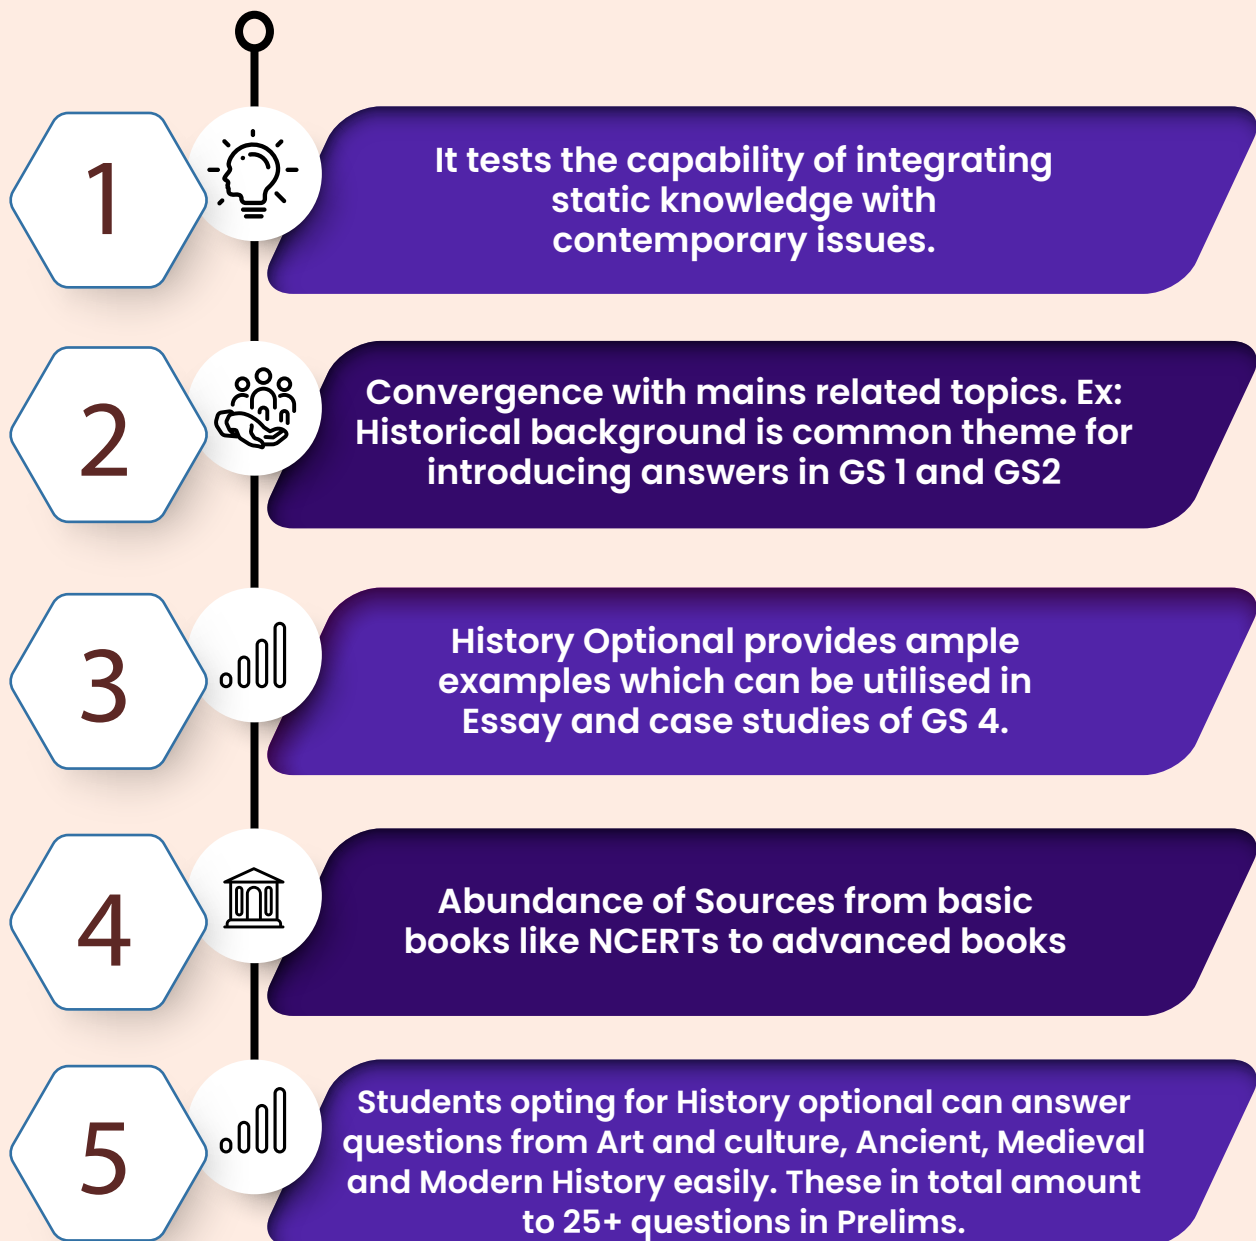 1
It tests the capability of integrating
static knowledge with
contemporary issues.
2
Convergence with mains related topics. Ex:
Historical background is common theme for
introducing answers in GS 1 and GS2
3
History Optional provides ample
examples which can be utilised in
Essay and case studies of GS 4.
4
Abundance of Sources from basic
books like NCERTs to advanced books
5
Students opting for History optional can answer
questions from Art and culture, Ancient, Medieval
and Modern History easily. These in total amount
to 25+ questions in Prelims.